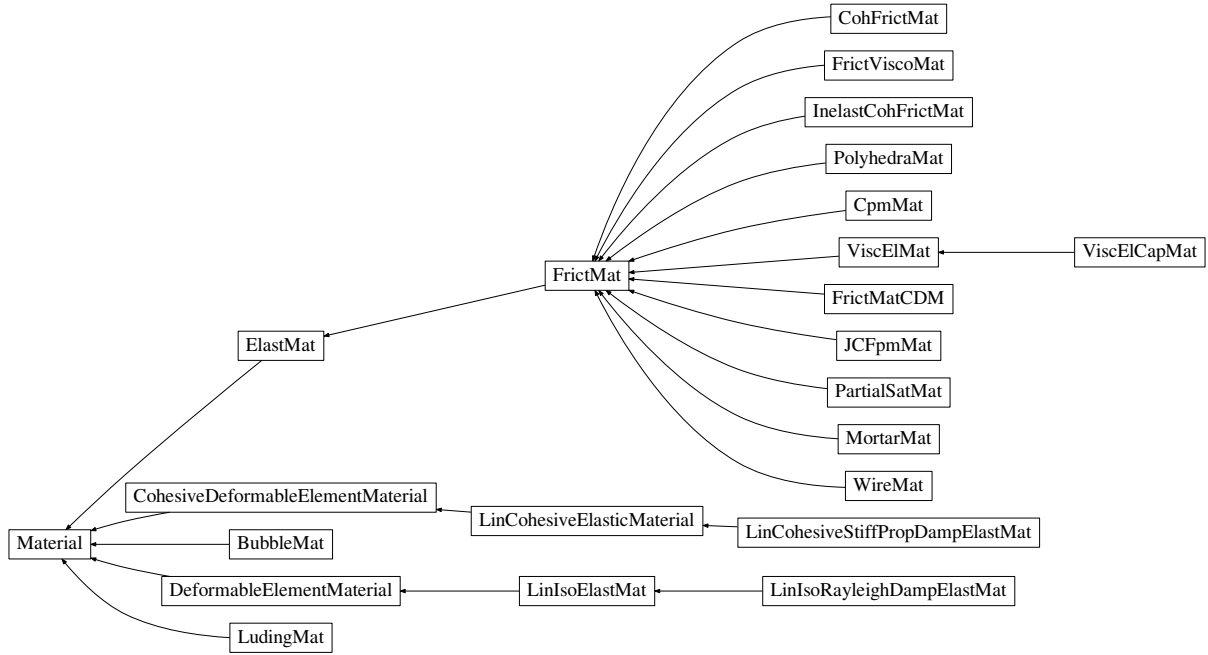 CohFrictMat
FrictViscoMat
InelastCohFrictMat
PolyhedraMat
CpmMat
ViscElMat
ViscElCapMat
FrictMat
FrictMatCDM
ElastMat
JCFpmMat
PartialSatMat
MortarMat
WireMat
CohesiveDeformableElementMaterial
LinCohesiveElasticMaterial
LinCohesiveStiffPropDampElastMat
Material
BubbleMat
DeformableElementMaterial
LinIsoElastMat
LinIsoRayleighDampElastMat
LudingMat